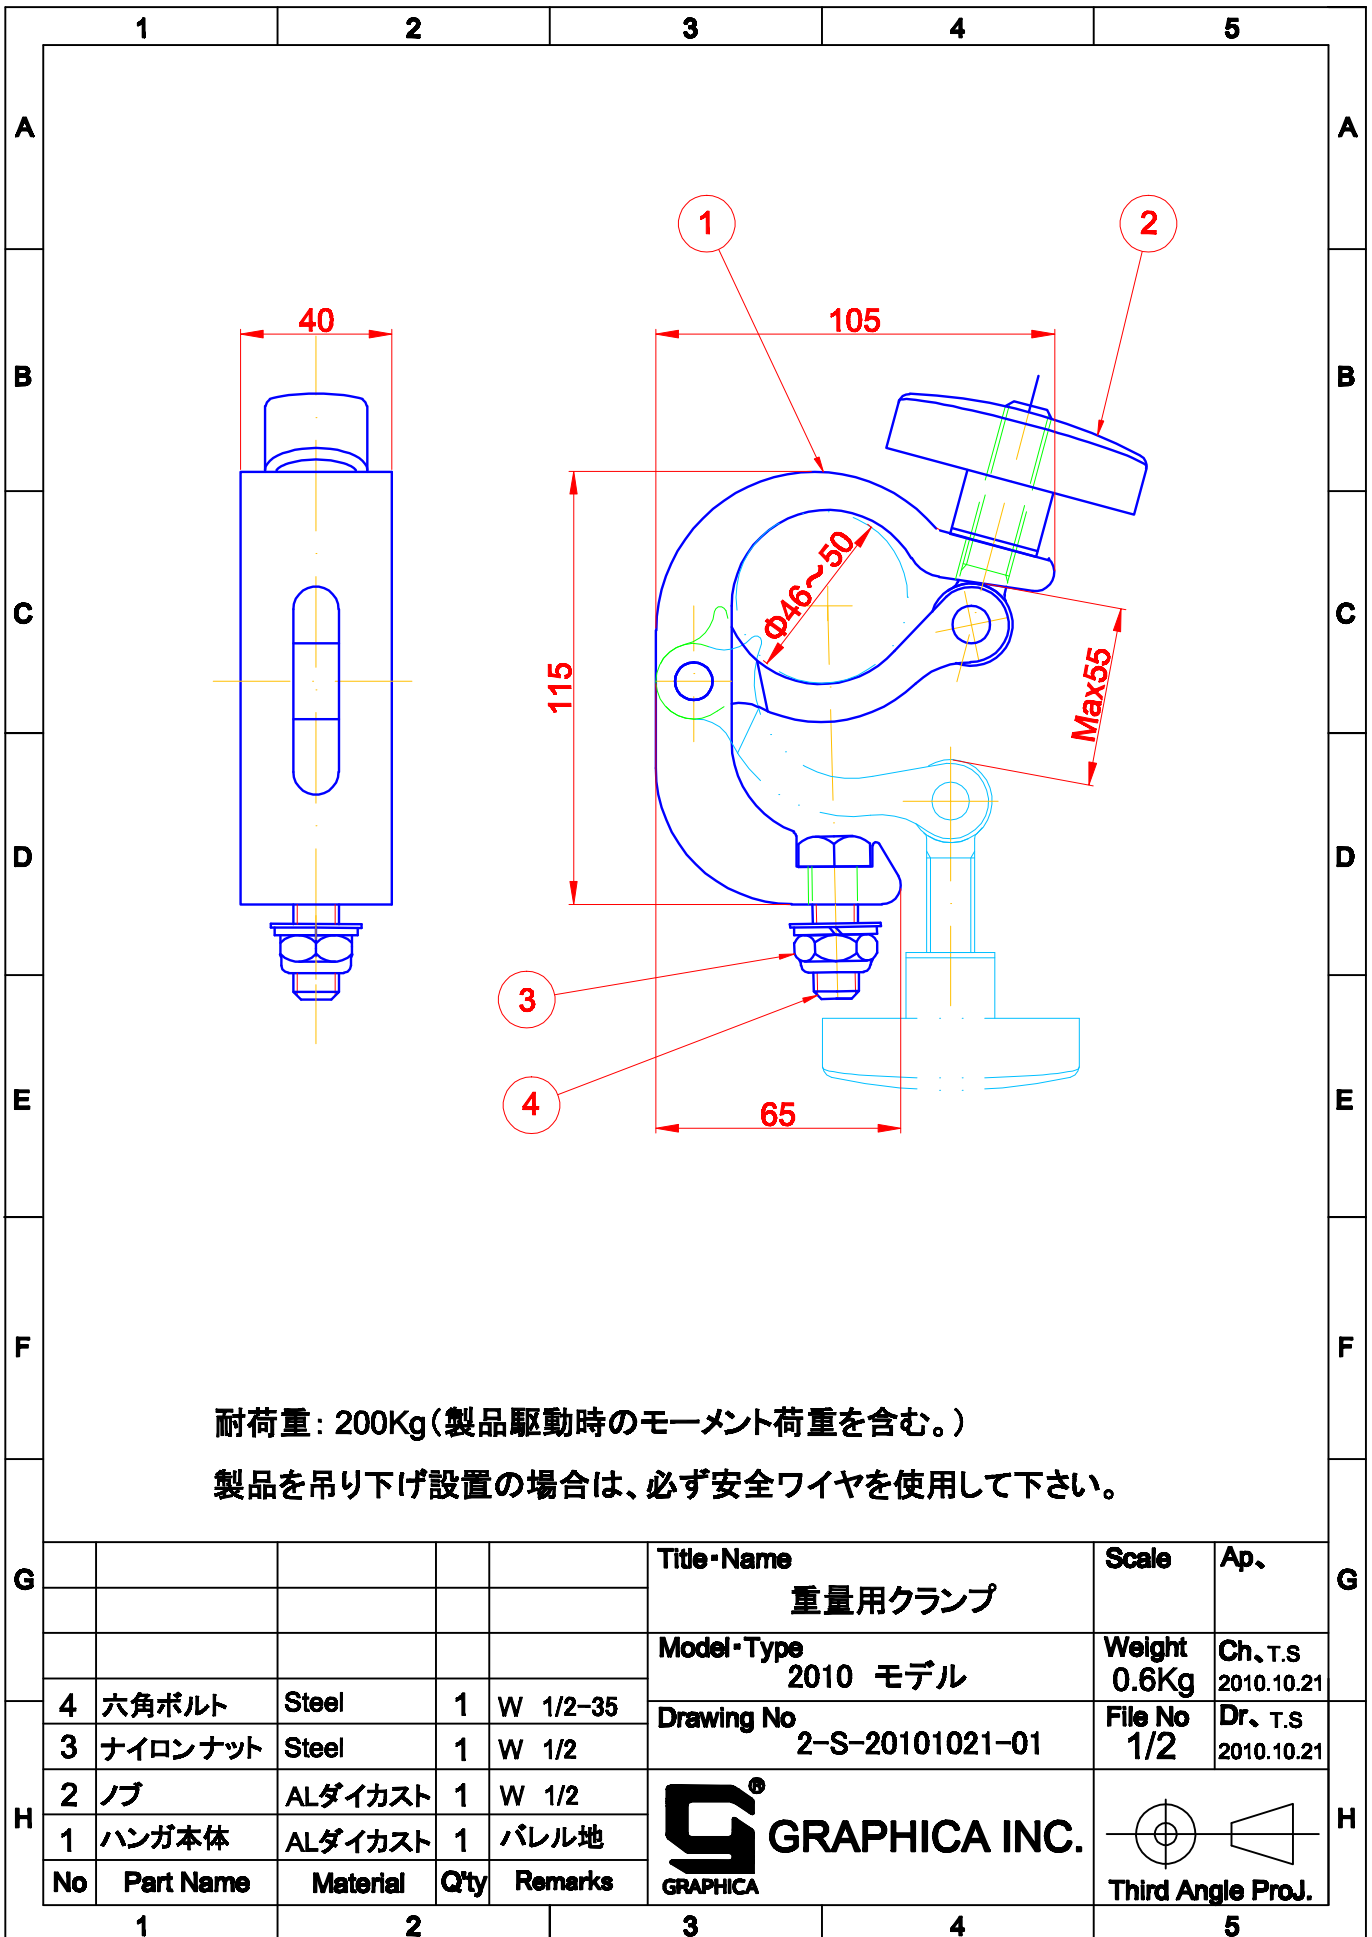 1 2 3 4 5
A A
B B
C C
D D
E E
F F
G G
H H
1 2
40 105
Φ46～50
115
Max55
3
4
65
耐荷重：200Kg（製品駆動時のモーメント荷重を含む。）
製品を吊り下げ設置の場合は、必ず安全ワイヤを使用して下さい。
Title・Name
重量用クランプ
Scale
Ap、
Model・Type
2010 モデル
Weight
0.6Kg
Ch、T.S
2010.10.21
Drawing No
2-S-20101021-01
File No
1/2
Dr、T.S
2010.10.21
4 六角ボルト Steel 1 W 1/2-35
3 ナイロンナット Steel 1 W 1/2
2 ノブ ALダイカスト 1 W 1/2
1 ハンガ本体 ALダイカスト 1 バレル地
No Part Name Material Q'ty Remarks
®
GRAPHICA
GRAPHICA INC.
Third Angle ProJ.
1 2 3 4 5